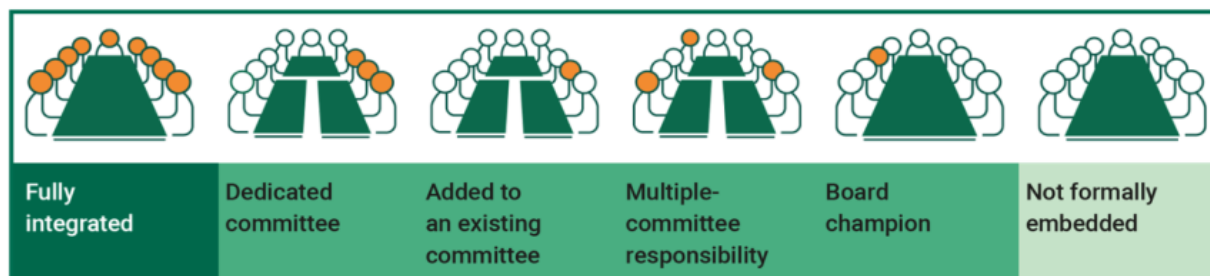 Fully
integrated
Dedicated
committee
Added to
an existing
committee
Multiple-
committee
responsibility
Board
champion
Not formally
embedded